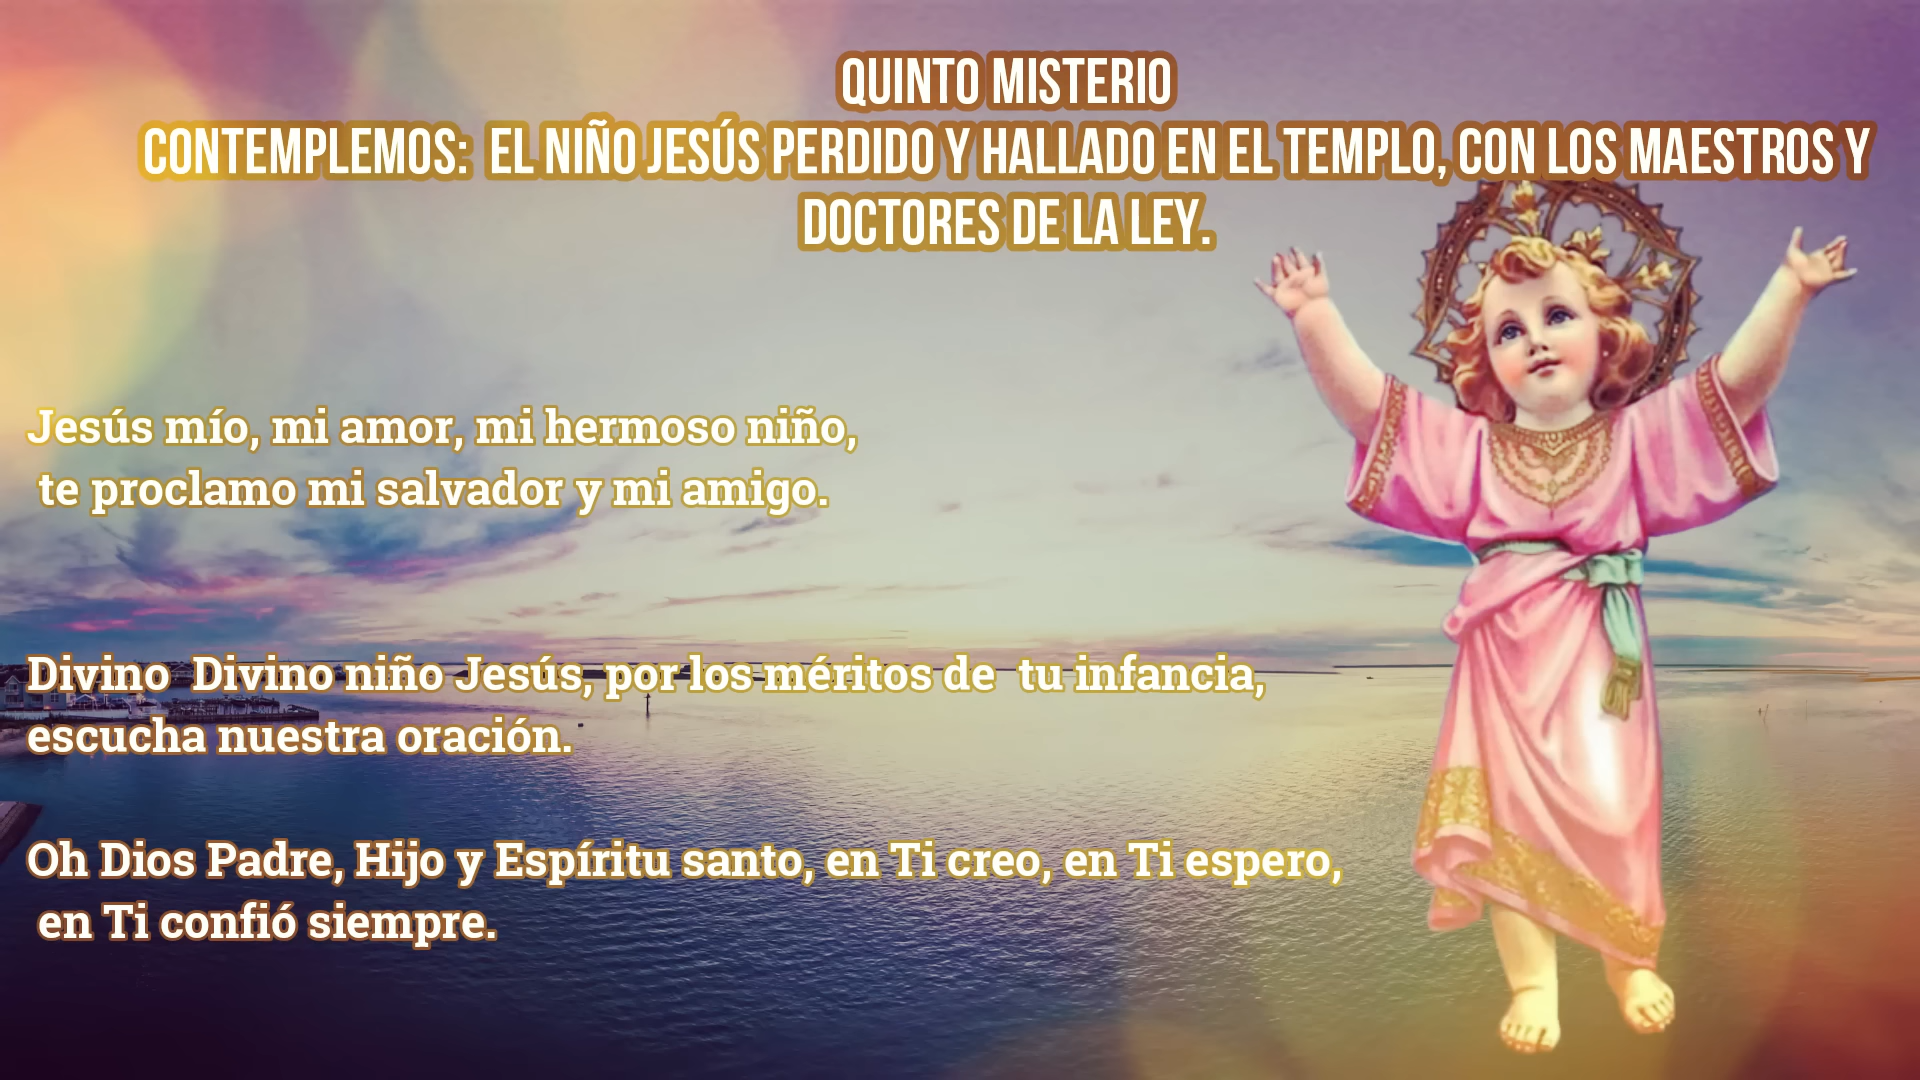 QUINTO MISTERIO
CONTEMPLEMOS: EL NIÑO JESÚS PERDIDO Y HALLADO EN EL TEMPLO, CON LOS MAESTROS Y
DOCTORES DE LA LEY.
Jesús mío, mi amor, mi hermoso niño,
te proclamo mi salvador y mi amigo.
Divino Divino niño Jesús, por los méritos de tu infancia,
escucha nuestra oración.
Oh Dios Padre, Hijo y Espíritu santo, en Ti creo, en Ti espero,
en Ti confió siempre.